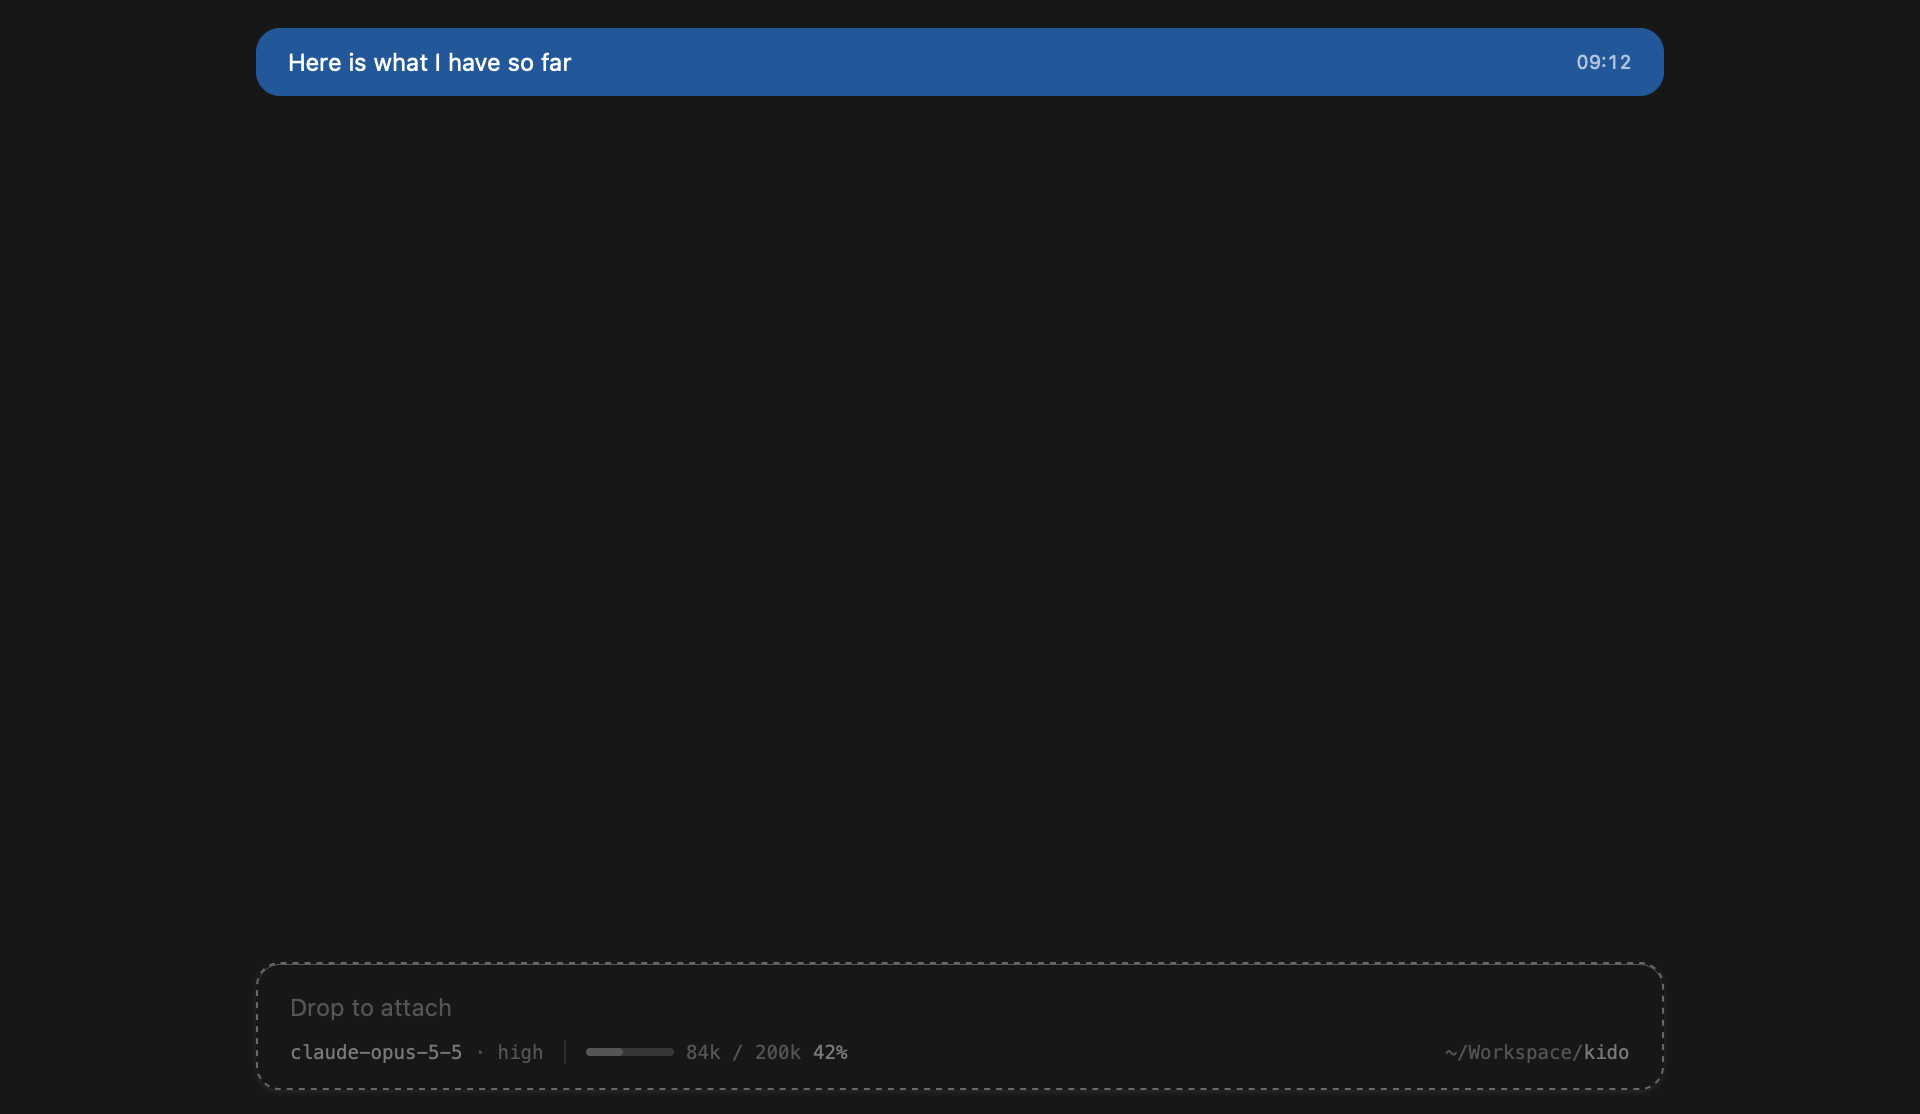 Here is what I have so far 09:12
Drop to attach
claude-opus-5-5 · high 84k / 200k 42% ~/Workspace/kido